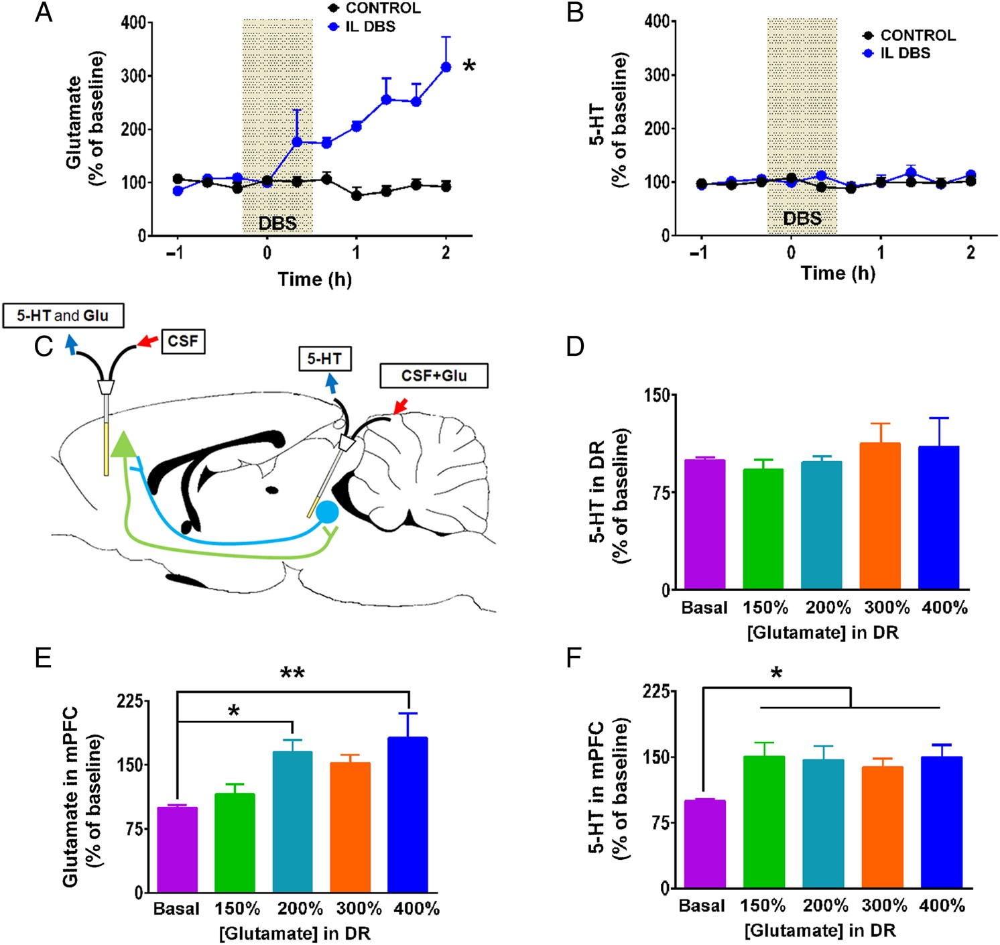 A
CONTROL
IL DBS
400
300
200
100
0
Glutamate
(% of baseline)
DBS
*
–1 0 1 2
Time (h)
B
CONTROL
IL DBS
400
300
200
100
0
5-HT
(% of baseline)
DBS
–1 0 1 2
Time (h)
C
5-HT and Glu
CSF
5-HT
CSF+Glu
D
150
75
0
5-HT in DR
(% of baseline)
Basal 150% 200% 300% 400%
[Glutamate] in DR
E
**
*
225
150
75
0
Glutamate in mPFC
(% of baseline)
Basal 150% 200% 300% 400%
[Glutamate] in DR
F
*
225
150
75
0
5-HT in mPFC
(% of baseline)
Basal 150% 200% 300% 400%
[Glutamate] in DR